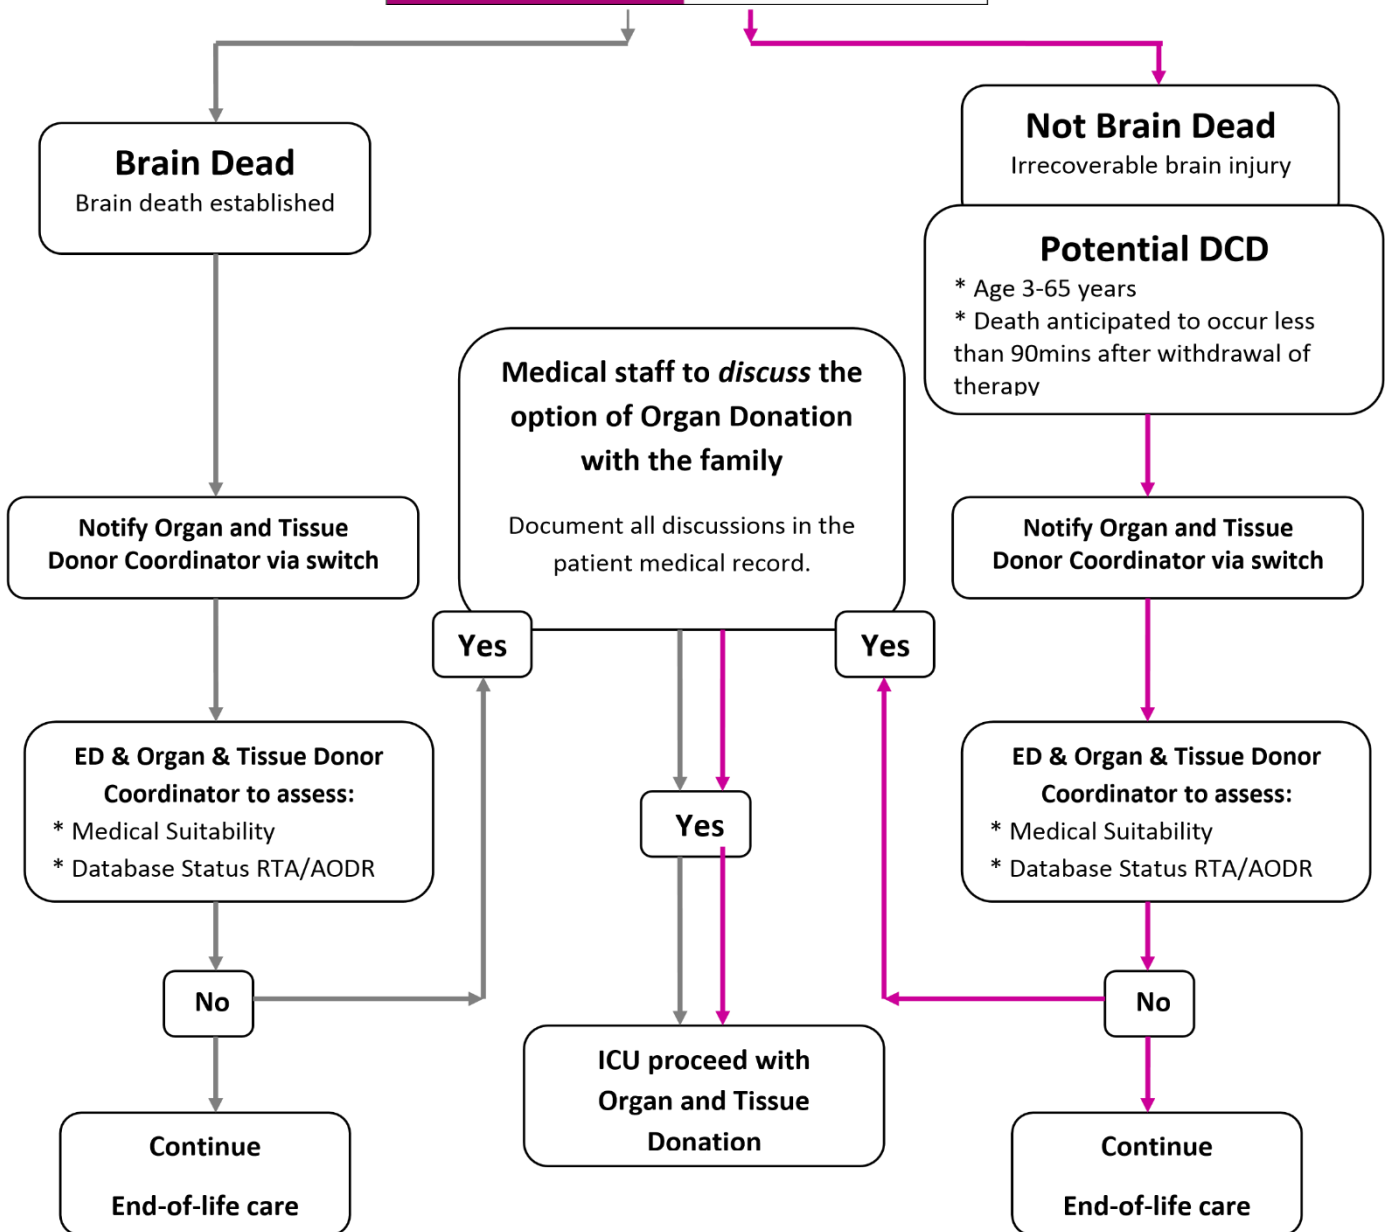 Brain Dead
Brain death established
Not Brain Dead
Irrecoverable brain injury
Potential DCD
* Age 3-65 years
* Death anticipated to occur less
than 90mins after withdrawal of
therapy
Medical staff to discuss the
option of Organ Donation
with the family
Document all discussions in the
patient medical record.
Notify Organ and Tissue
Donor Coordinator via switch
Notify Organ and Tissue
Donor Coordinator via switch
Yes
Yes
ED & Organ & Tissue Donor
Coordinator to assess:
* Medical Suitability
* Database Status RTA/AODR
Yes
ED & Organ & Tissue Donor
Coordinator to assess:
* Medical Suitability
* Database Status RTA/AODR
No
No
ICU proceed with
Organ and Tissue
Donation
Continue
End-of-life care
Continue
End-of-life care